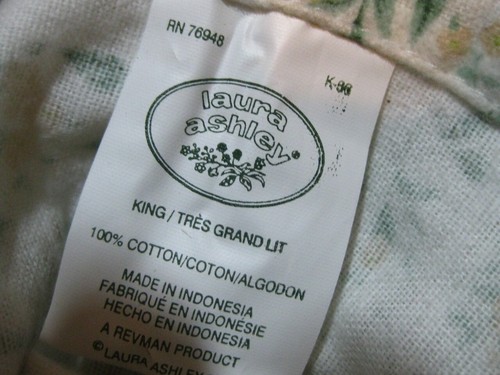 RN 76948
laura
ashley®
KING / TRÈS GRAND LIT
100% COTTON/COTON/ALGODON
MADE IN INDONESIA
FABRIQUÉ EN INDONÉSIE
HECHO EN INDONESIA
A REVMAN PRODUCT
©LAURA ASHLEY